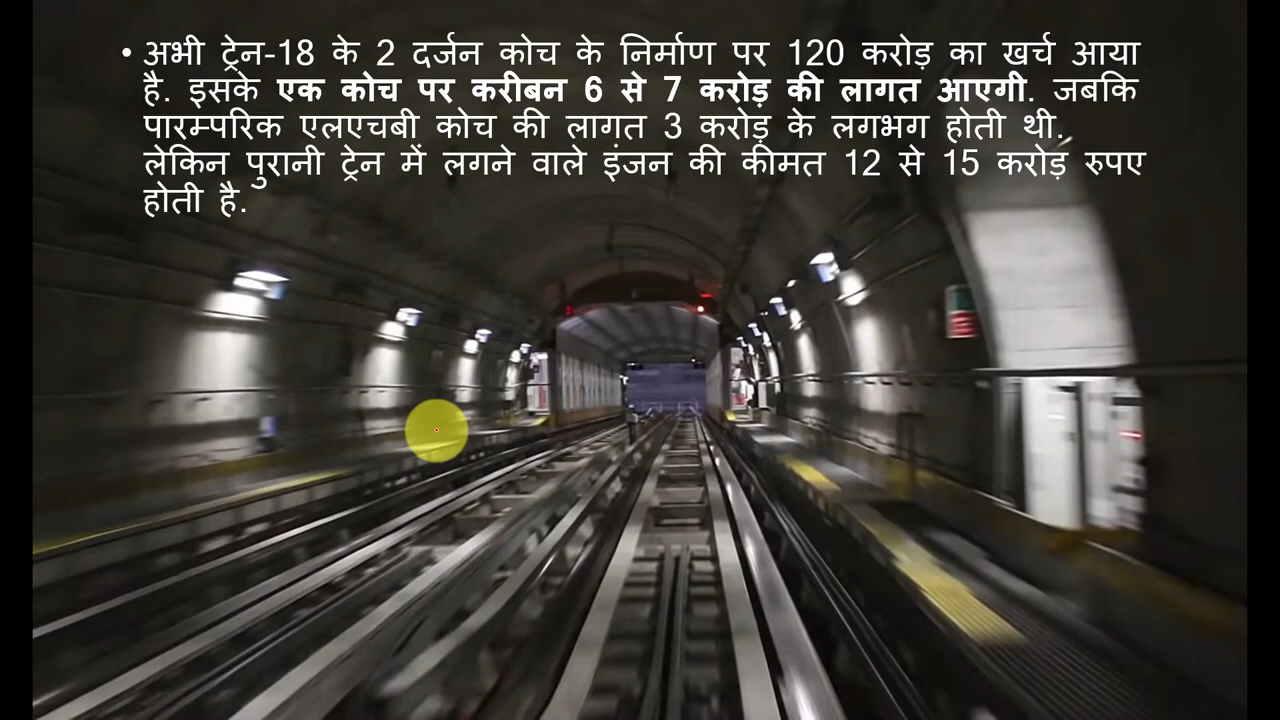 • अभी ट्रेन-18 के 2 दर्जन कोच के निर्माण पर 120 करोड़ का खर्च आया
है. इसके एक कोच पर करीबन 6 से 7 करोड़ की लागत आएगी. जबकि
पारम्परिक एलएचबी कोच की लागत 3 करोड़ के लगभग होती थी.
लेकिन पुरानी ट्रेन में लगने वाले इंजन की कीमत 12 से 15 करोड़ रुपए
होती है.